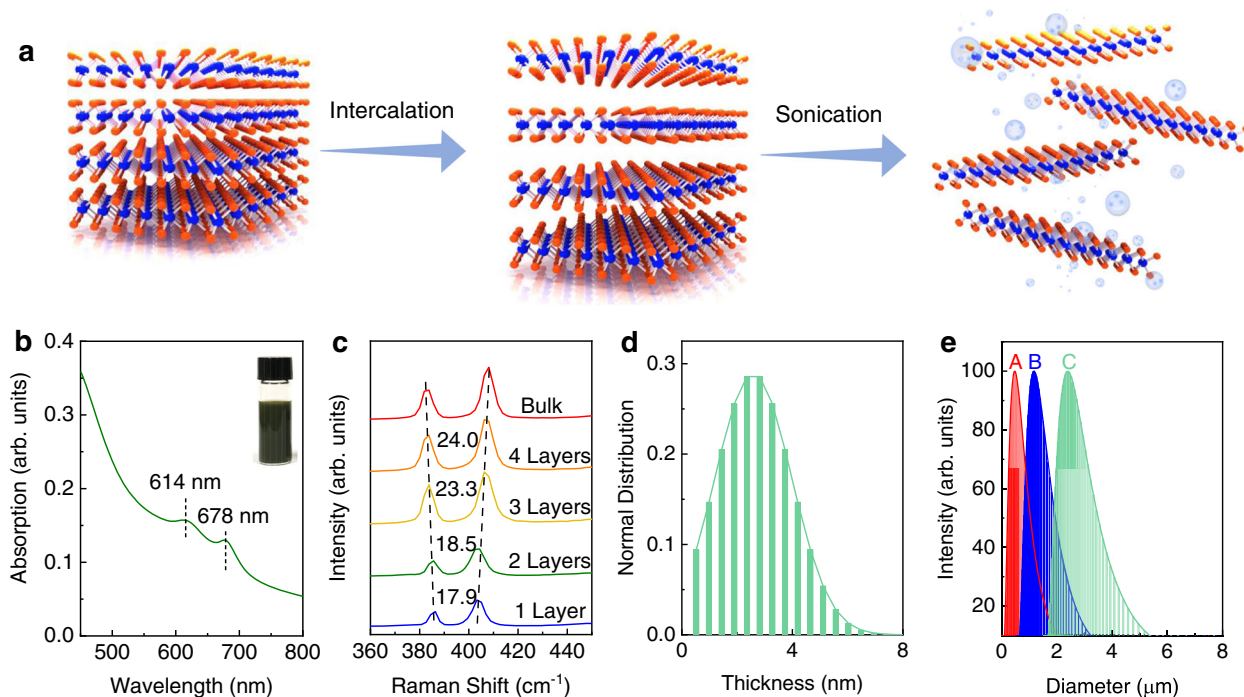 a
Intercalation
Sonication
b
0.4
0.3
0.2
0.1
0.0
614 nm
678 nm
500
600
700
800
Absorption (arb. units)
Wavelength (nm)
c
Bulk
24.0
4 Layers
23.3
3 Layers
18.5
2 Layers
17.9
1 Layer
360
400
440
Intensity (arb. units)
Raman Shift (cm⁻¹)
d
0.3
0.2
0.1
0.0
0
4
8
Normal Distribution
Thickness (nm)
e
A
B
C
100
80
60
40
20
0
2
4
6
8
Intensity (arb. units)
Diameter (μm)